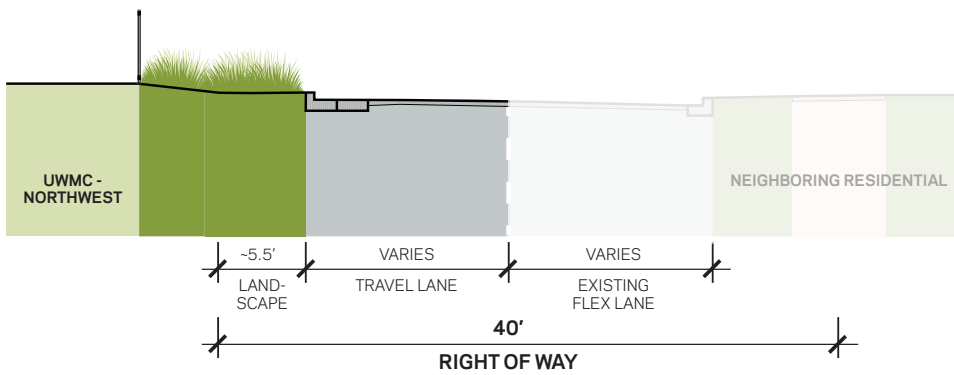 UWMC -
NORTHWEST
NEIGHBORING RESIDENTIAL
~5.5'
VARIES
VARIES
LAND-
SCAPE
TRAVEL LANE
EXISTING
FLEX LANE
40'
RIGHT OF WAY